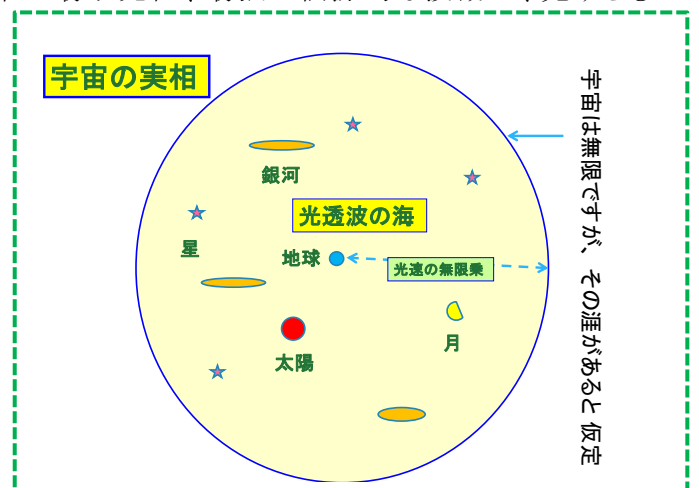 宇宙の実相
銀河
光透波の海
星
地球
光速の無限乗
月
太陽
宇宙は無限ですが、その涯があると仮定